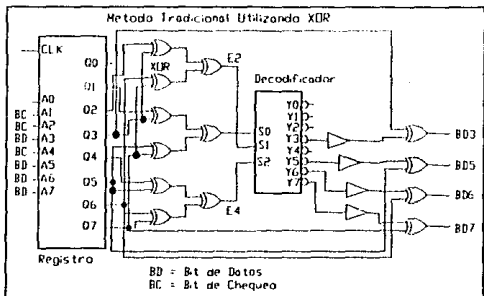 Metodo Tradicional Utilizando XOR
CLK
Q0
Q1
Q2
Q3
Q4
Q5
Q6
Q7
A0
BC A1
BC A2
BD A3
BC A4
BD A5
BD A6
BD A7
Registro
XOR
E2
E4
Decodificador
S0
S1
S2
Y0
Y1
Y2
Y3
Y4
Y5
Y6
Y7
BD3
BD5
BD6
BD7
BD = Bit de Datos
BC = Bit de Chequeo